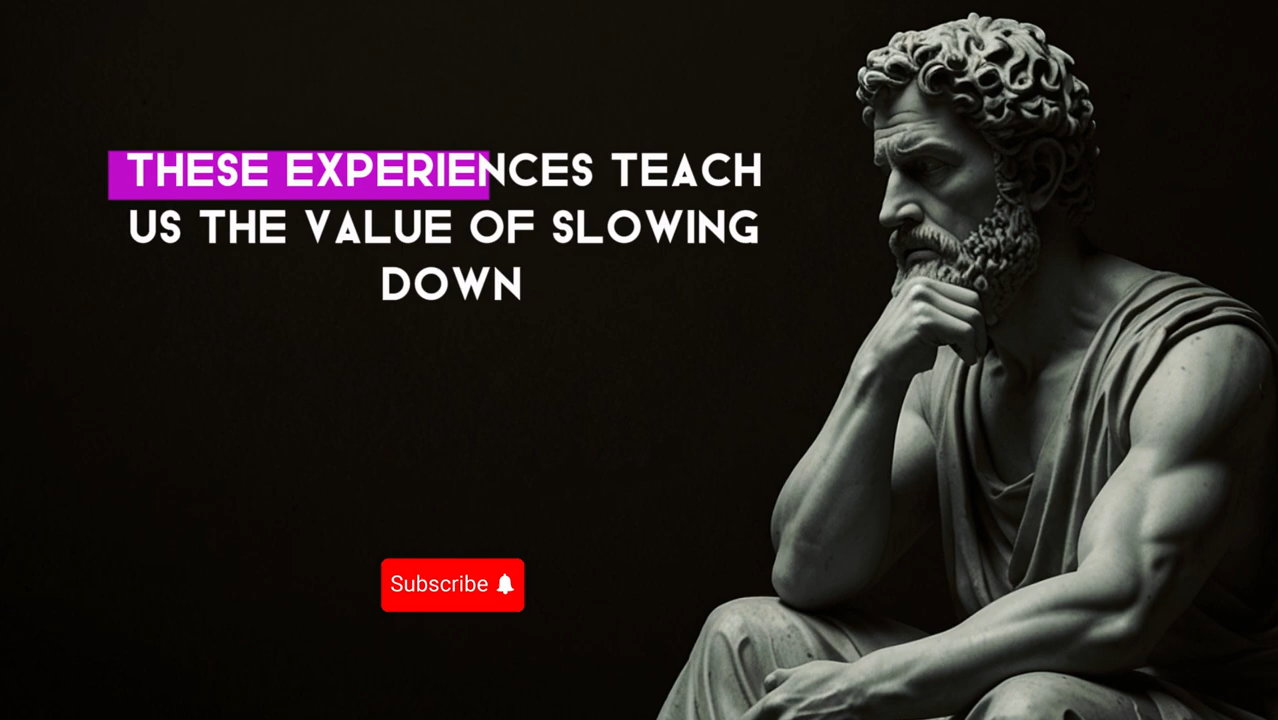 THESE EXPERIENCES TEACH
US THE VALUE OF SLOWING
DOWN
Subscribe